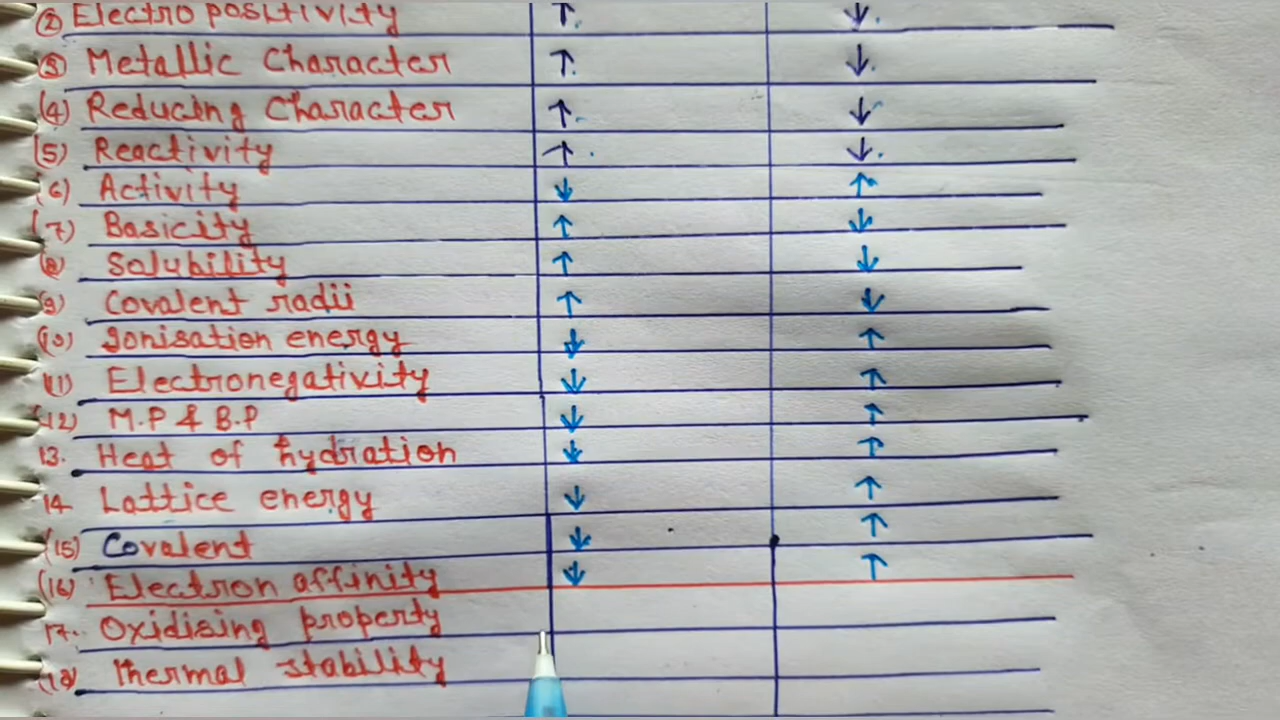 ② Electro positivity ↑ ↓
③ Metallic Character ↑ ↓
(4) Reducing Character ↑ ↓
(5) Reactivity ↑ ↓
(6) Activity ↓ ↑
(7) Basicity ↑ ↓
(8) Solubility ↑ ↓
(9) Covalent radii ↑ ↓
(10) Ionisation energy ↓ ↑
(11) Electronegativity ↓ ↑
(12) M.P & B.P ↓ ↑
13. Heat of hydration ↓ ↑
14. Lattice energy ↓ ↑
(15) Covalent ↓ ↑
(16) Electron affinity ↓ ↑
17. Oxidising property
(18) Thermal stability